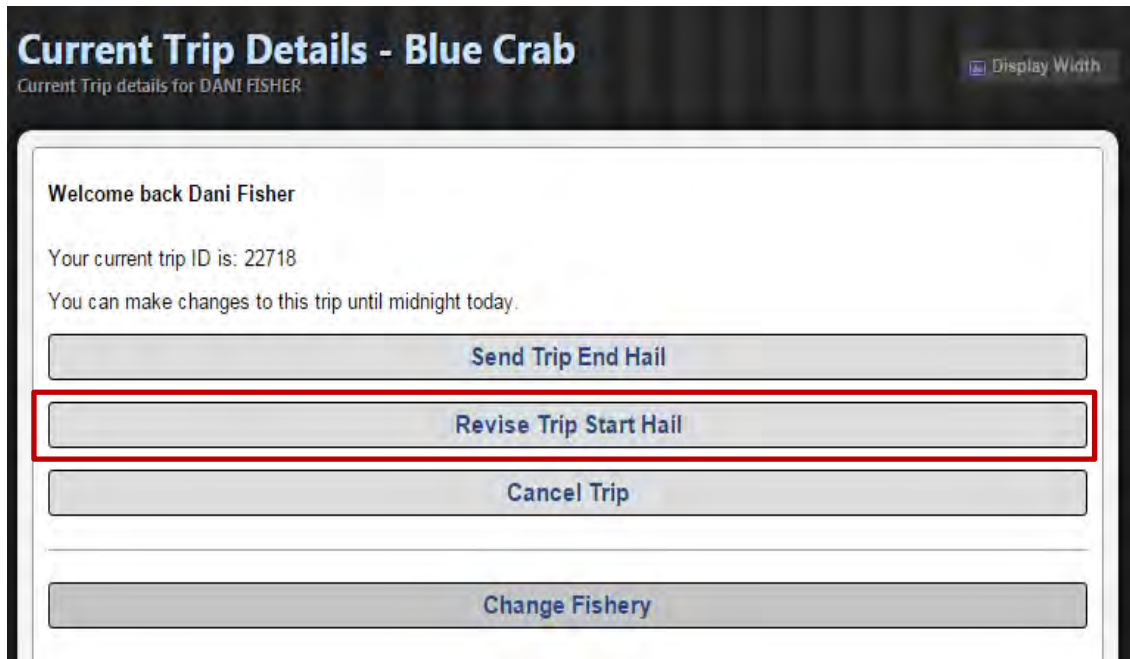 Current Trip Details - Blue Crab
Current Trip details for DANI FISHER
Display Width
Welcome back Dani Fisher
Your current trip ID is: 22718
You can make changes to this trip until midnight today.
Send Trip End Hail
Revise Trip Start Hail
Cancel Trip
Change Fishery